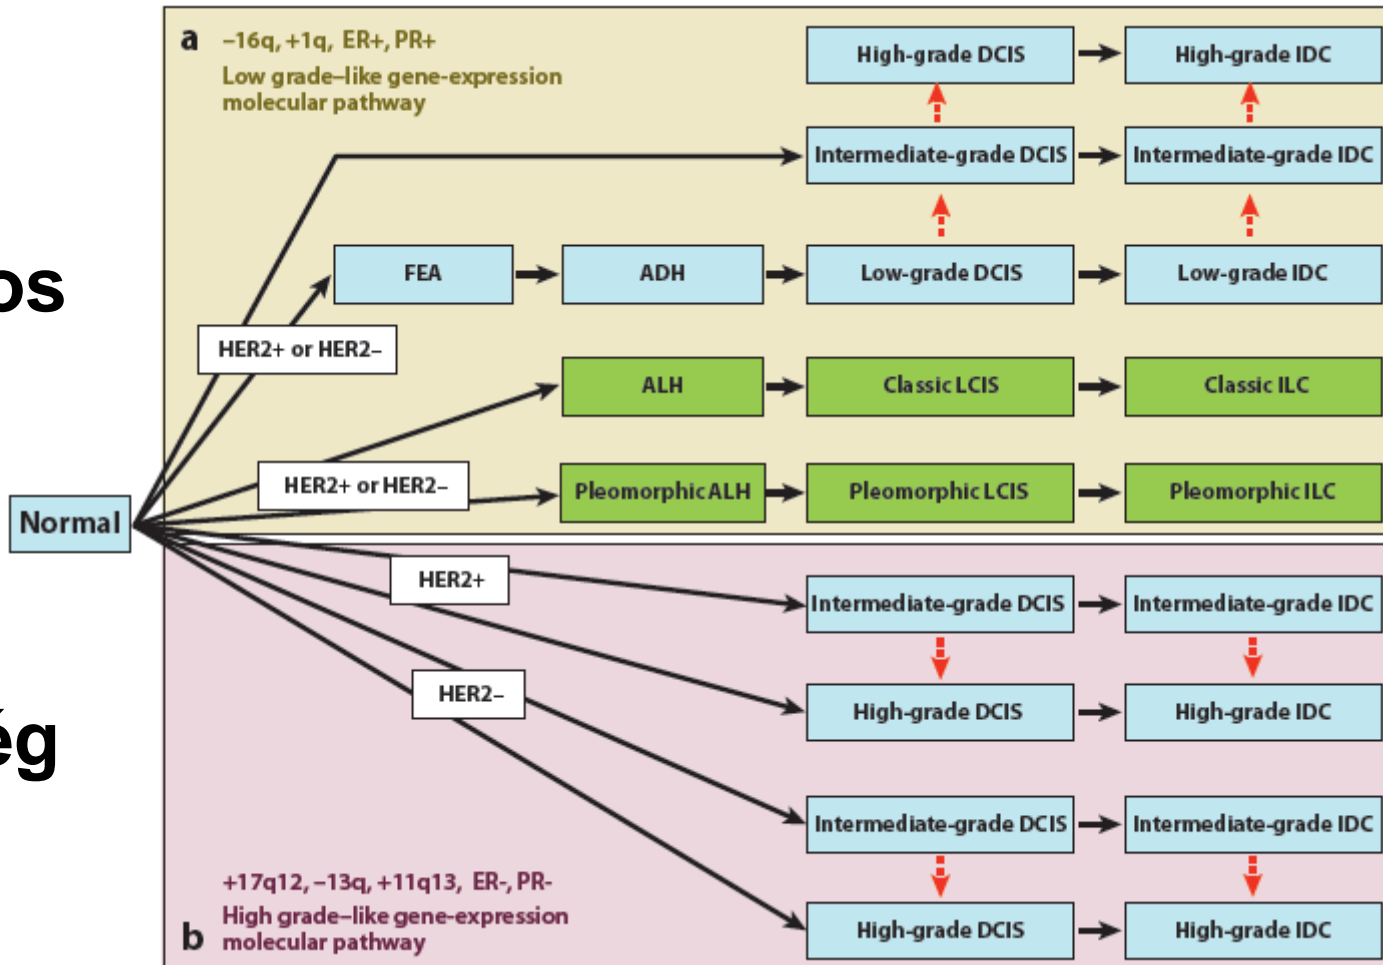 a
–16q, +1q, ER+, PR+
Low grade–like gene-expression
molecular pathway
High-grade DCIS
High-grade IDC
Intermediate-grade DCIS
Intermediate-grade IDC
os
FEA
ADH
Low-grade DCIS
Low-grade IDC
HER2+ or HER2–
ALH
Classic LCIS
Classic ILC
HER2+ or HER2–
Pleomorphic ALH
Pleomorphic LCIS
Pleomorphic ILC
Normal
HER2+
Intermediate-grade DCIS
Intermediate-grade IDC
HER2–
High-grade DCIS
High-grade IDC
ég
Intermediate-grade DCIS
Intermediate-grade IDC
+17q12, –13q, +11q13, ER-, PR-
High grade–like gene-expression
molecular pathway
b
High-grade DCIS
High-grade IDC